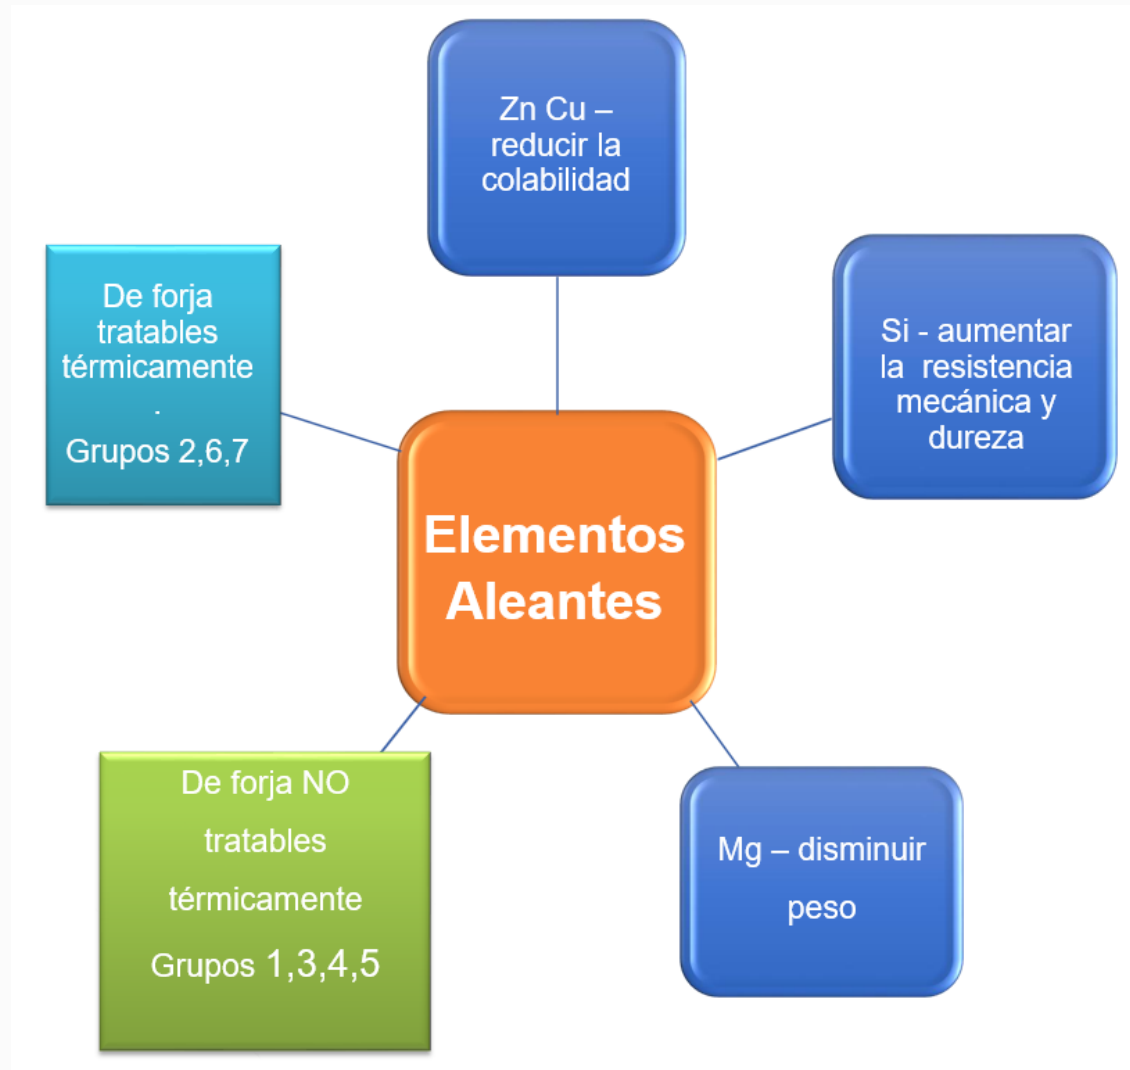 Zn Cu –
reducir la
colabilidad
Si - aumentar
la resistencia
mecánica y
dureza
Mg – disminuir
peso
De forja NO
tratables
térmicamente
Grupos 1,3,4,5
De forja
tratables
térmicamente
.
Grupos 2,6,7
Elementos
Aleantes